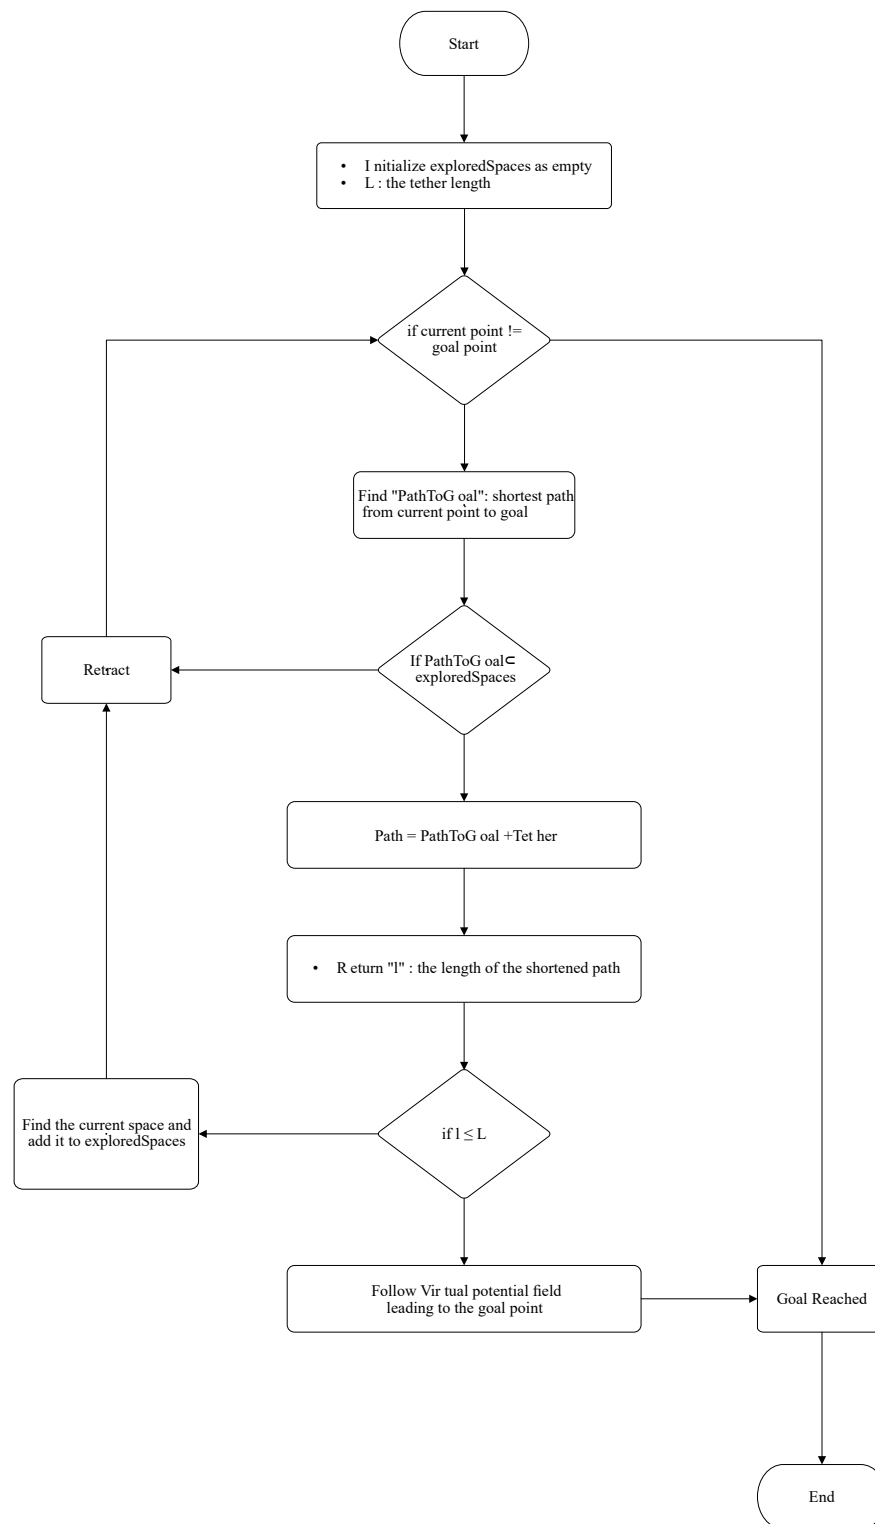 Start
• I nitialize exploredSpaces as empty
• L : the tether length
if current point !=
goal point
Find "PathToG oal": shortest path
from current point to goal
If PathToG oal⊂
exploredSpaces
Retract
Path = PathToG oal +Tet her
• R eturn "l" : the length of the shortened path
Find the current space and
add it to exploredSpaces
if l ≤ L
Follow Vir tual potential field
leading to the goal point
Goal Reached
End